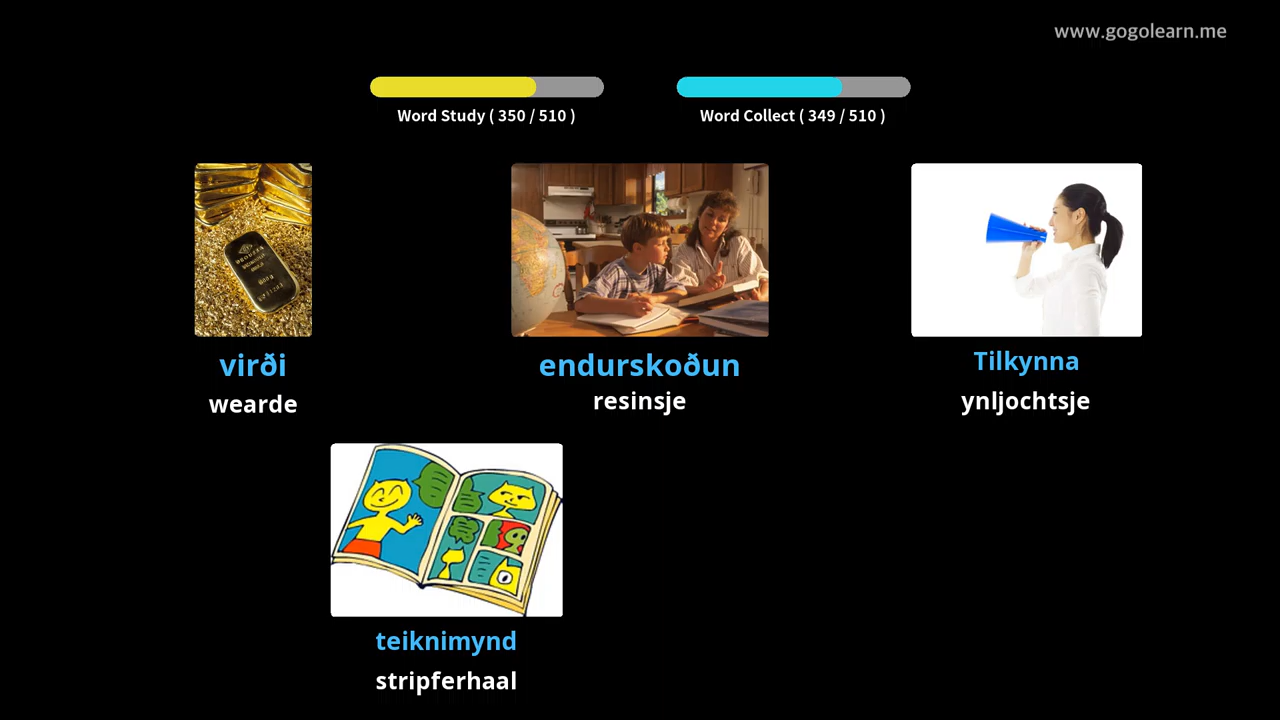 www.gogolearn.me
Word Study ( 350 / 510 )
Word Collect ( 349 / 510 )
virði
wearde
endurskoðun
resinsje
Tilkynna
ynljochtsje
teiknimynd
stripferhaal